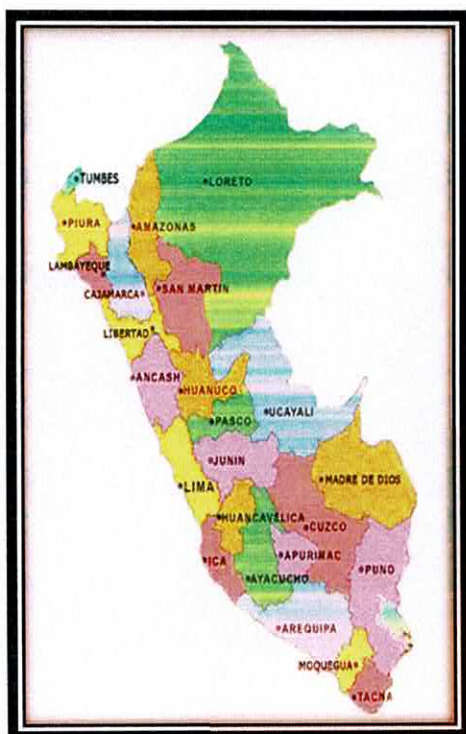 TUMBES
LORETO
PIURA
AMAZONAS
LAMBAYEQUE
CAJAMARCA
SAN MARTIN
LIBERTAD
ANCASH
HUANUCO
UCAYALI
PASCO
JUNIN
LIMA
MADRE DE DIOS
HUANCAVELICA
CUZCO
ICA
APURIMAC
PUNO
AYACUCHO
AREQUIPA
MOQUEGUA
TACNA